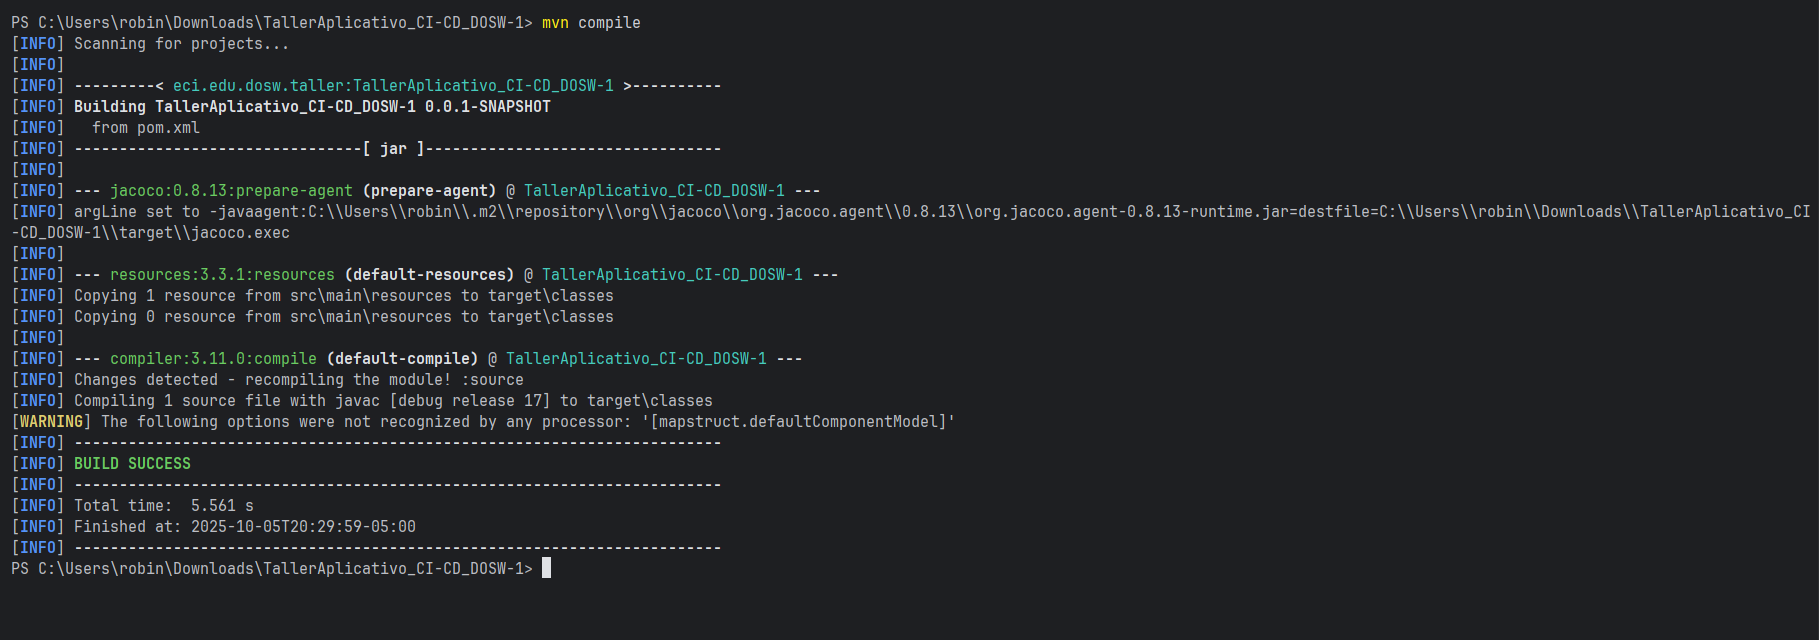 PS C:\Users\robin\Downloads\TallerAplicativo_CI-CD_DOSW-1> mvn compile
[INFO] Scanning for projects...
[INFO]
[INFO] ---------< eci.edu.dosw.taller:TallerAplicativo_CI-CD_DOSW-1 >----------
[INFO] Building TallerAplicativo_CI-CD_DOSW-1 0.0.1-SNAPSHOT
[INFO]   from pom.xml
[INFO] --------------------------------[ jar ]---------------------------------
[INFO]
[INFO] --- jacoco:0.8.13:prepare-agent (prepare-agent) @ TallerAplicativo_CI-CD_DOSW-1 ---
[INFO] argLine set to -javaagent:C:\\Users\\robin\\.m2\\repository\\org\\jacoco\\org.jacoco.agent\\0.8.13\\org.jacoco.agent-0.8.13-runtime.jar=destfile=C:\\Users\\robin\\Downloads\\TallerAplicativo_CI
-CD_DOSW-1\\target\\jacoco.exec
[INFO]
[INFO] --- resources:3.3.1:resources (default-resources) @ TallerAplicativo_CI-CD_DOSW-1 ---
[INFO] Copying 1 resource from src\main\resources to target\classes
[INFO] Copying 0 resource from src\main\resources to target\classes
[INFO]
[INFO] --- compiler:3.11.0:compile (default-compile) @ TallerAplicativo_CI-CD_DOSW-1 ---
[INFO] Changes detected - recompiling the module! :source
[INFO] Compiling 1 source file with javac [debug release 17] to target\classes
[WARNING] The following options were not recognized by any processor: '[mapstruct.defaultComponentModel]'
[INFO] ------------------------------------------------------------------------
[INFO] BUILD SUCCESS
[INFO] ------------------------------------------------------------------------
[INFO] Total time:  5.561 s
[INFO] Finished at: 2025-10-05T20:29:59-05:00
[INFO] ------------------------------------------------------------------------
PS C:\Users\robin\Downloads\TallerAplicativo_CI-CD_DOSW-1>